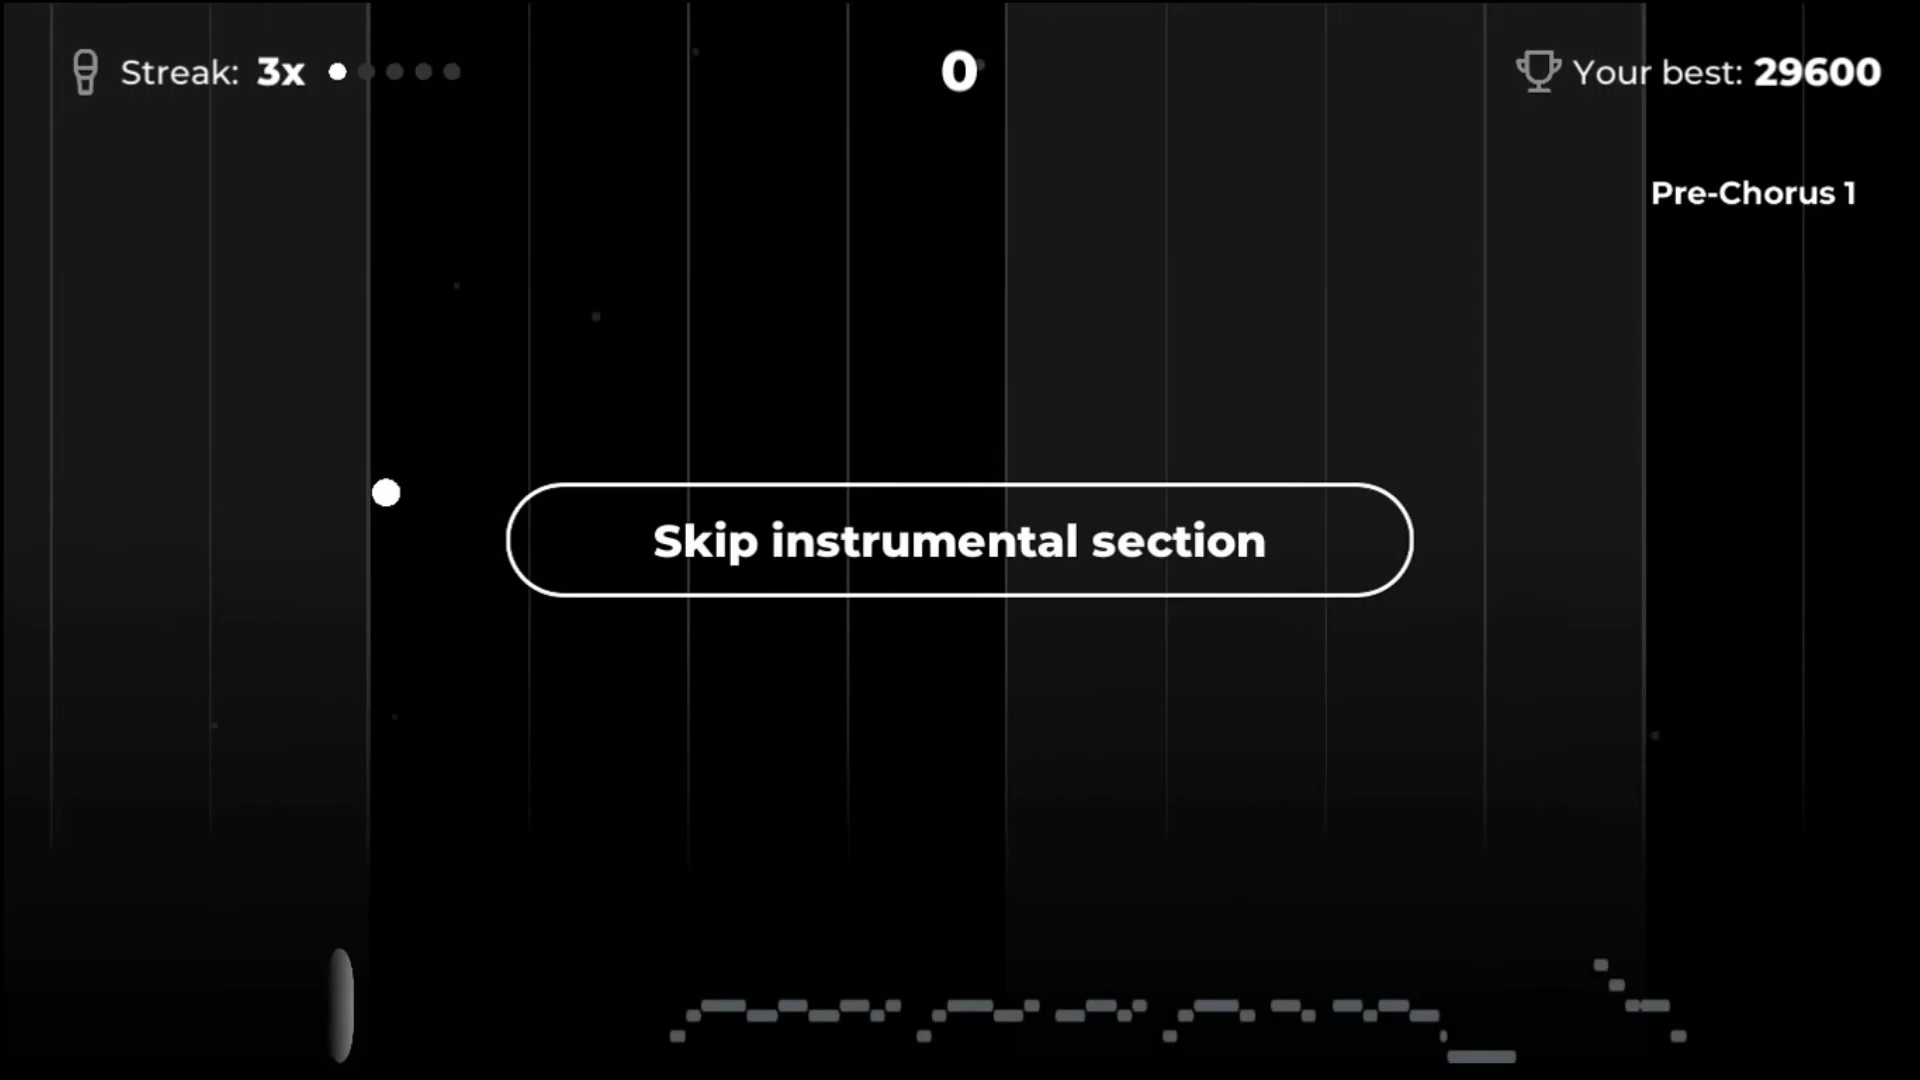 Streak: 3x
0
Your best: 29600
Pre-Chorus 1
Skip instrumental section